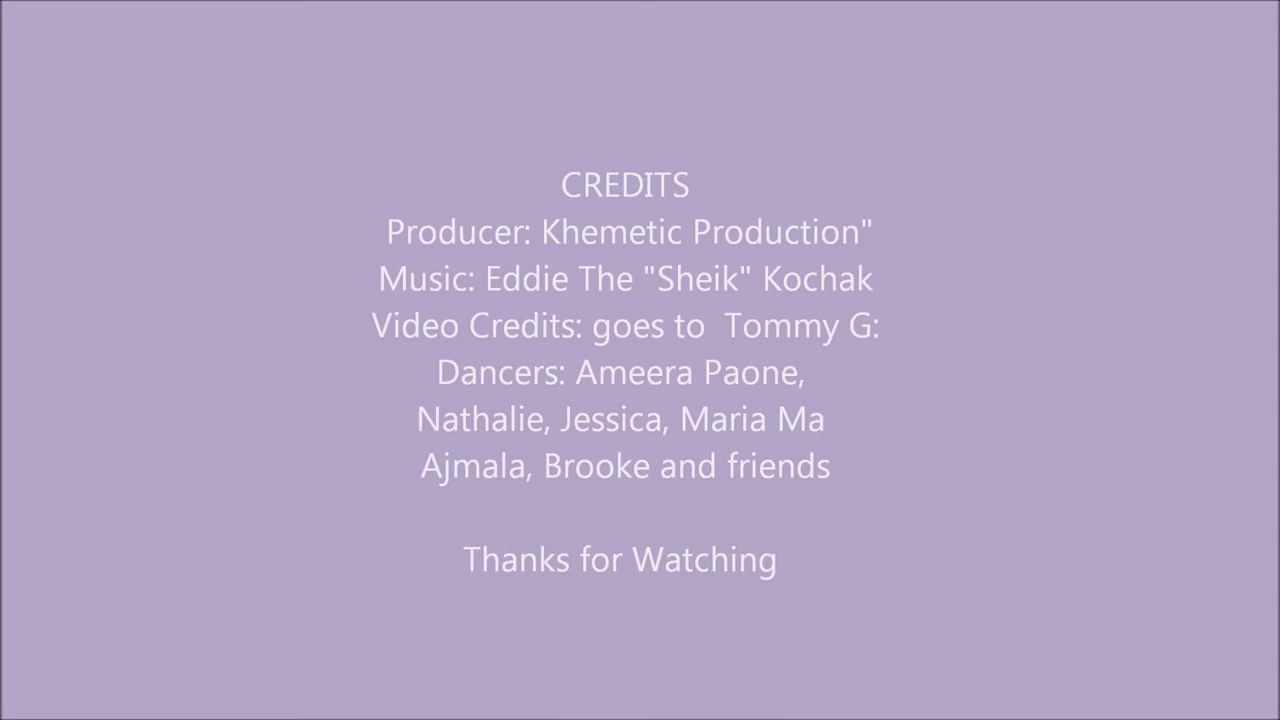 CREDITS
Producer: Khemetic Production"
Music: Eddie The "Sheik" Kochak
Video Credits: goes to  Tommy G:
Dancers: Ameera Paone,
Nathalie, Jessica, Maria Ma
Ajmala, Brooke and friends
Thanks for Watching